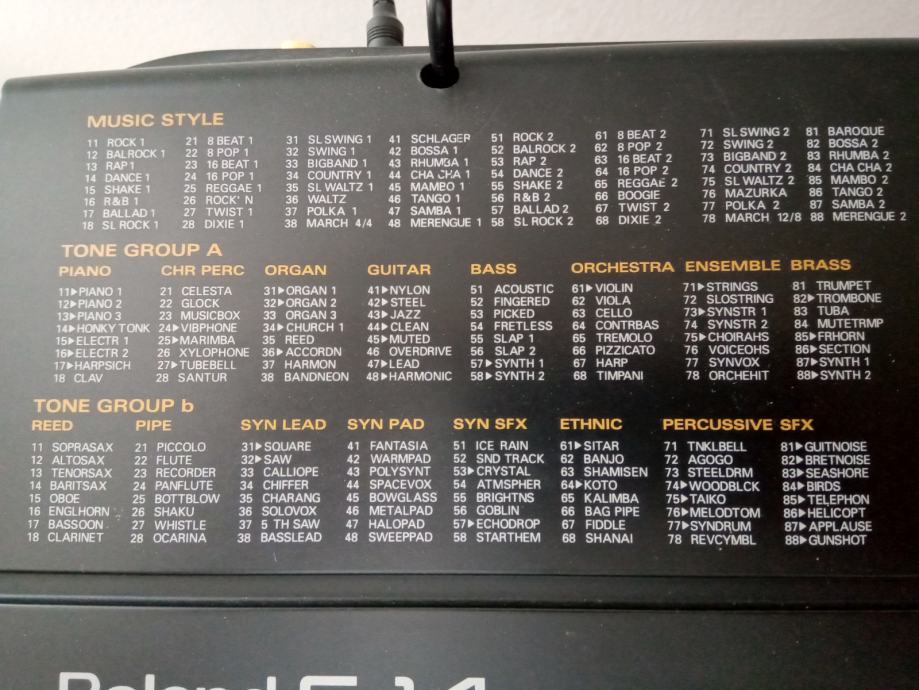 MUSIC STYLE
11 ROCK 1 21 8 BEAT 1 31 SL SWING 1 41 SCHLAGER 51 ROCK 2 61 8 BEAT 2 71 SL SWING 2 81 BAROQUE
12 BALROCK 1 22 8 POP 1 32 SWING 1 42 BOSSA 1 52 BALROCK 2 62 8 POP 2 72 SWING 2 82 BOSSA 2
13 RAP 1 23 16 BEAT 1 33 BIGBAND 1 43 RHUMBA 1 53 RAP 2 63 16 BEAT 2 73 BIGBAND 2 83 RHUMBA 2
14 DANCE 1 24 16 POP 1 34 COUNTRY 1 44 CHA CHA 1 54 DANCE 2 64 16 POP 2 74 COUNTRY 2 84 CHA CHA 2
15 SHAKE 1 25 REGGAE 1 35 SL WALTZ 1 45 MAMBO 1 55 SHAKE 2 65 REGGAE 2 75 SL WALTZ 2 85 MAMBO 2
16 R&B 1 26 ROCK' N 36 WALTZ 46 TANGO 1 56 R&B 2 66 BOOGIE 76 MAZURKA 86 TANGO 2
17 BALLAD 1 27 TWIST 1 37 POLKA 1 47 SAMBA 1 57 BALLAD 2 67 TWIST 2 77 POLKA 2 87 SAMBA 2
18 SL ROCK 1 28 DIXIE 1 38 MARCH 4/4 48 MERENGUE 1 58 SL ROCK 2 68 DIXIE 2 78 MARCH 12/8 88 MERENGUE 2
TONE GROUP A
PIANO CHR PERC ORGAN GUITAR BASS ORCHESTRA ENSEMBLE BRASS
11▸PIANO 1 21 CELESTA 31▸ORGAN 1 41▸NYLON 51 ACOUSTIC 61▸VIOLIN 71▸STRINGS 81 TRUMPET
12▸PIANO 2 22 GLOCK 32▸ORGAN 2 42▸STEEL 52 FINGERED 62 VIOLA 72 SLOSTRING 82▸TROMBONE
13▸PIANO 3 23 MUSICBOX 33 ORGAN 3 43▸JAZZ 53 PICKED 63 CELLO 73▸SYNSTR 1 83 TUBA
14▸HONKY TONK 24▸VIBPHONE 34▸CHURCH 1 44▸CLEAN 54 FRETLESS 64 CONTRBAS 74 SYNSTR 2 84 MUTETRMP
15▸ELECTR 1 25▸MARIMBA 35 REED 45▸MUTED 55 SLAP 1 65 TREMOLO 75▸CHOIRAHS 85▸FRHORN
16▸ELECTR 2 26 XYLOPHONE 36▸ACCORDN 46 OVERDRIVE 56 SLAP 2 66 PIZZICATO 76 VOICEOHS 86▸SECTION
17▸HARPSICH 27▸TUBEBELL 37 HARMON 47▸LEAD 57▸SYNTH 1 67 HARP 77 SYNVOX 87▸SYNTH 1
18 CLAV 28 SANTUR 38 BANDNEON 48▸HARMONIC 58▸SYNTH 2 68 TIMPANI 78 ORCHEHIT 88▸SYNTH 2
TONE GROUP b
REED PIPE SYN LEAD SYN PAD SYN SFX ETHNIC PERCUSSIVE SFX
11 SOPRASAX 21 PICCOLO 31▸SQUARE 41 FANTASIA 51 ICE RAIN 61▸SITAR 71 TNKLBELL 81▸GUITNOISE
12 ALTOSAX 22 FLUTE 32▸SAW 42 WARMPAD 52 SND TRACK 62 BANJO 72 AGOGO 82▸BRETNOISE
13 TENORSAX 23 RECORDER 33 CALLIOPE 43 POLYSYNT 53▸CRYSTAL 63 SHAMISEN 73 STEELDRM 83▸SEASHORE
14 BARITSAX 24 PANFLUTE 34 CHIFFER 44 SPACEVOX 54 ATMSPHER 64▸KOTO 74▸WOODBLCK 84▸BIRDS
15 OBOE 25 BOTTBLOW 35 CHARANG 45 BOWGLASS 55 BRIGHTNS 65 KALIMBA 75▸TAIKO 85▸TELEPHON
16 ENGLHORN 26 SHAKU 36 SOLOVOX 46 METALPAD 56 GOBLIN 66 BAG PIPE 76▸MELODTOM 86▸HELICOPT
17 BASSOON 27 WHISTLE 37 5 TH SAW 47 HALOPAD 57▸ECHODROP 67 FIDDLE 77▸SYNDRUM 87▸APPLAUSE
18 CLARINET 28 OCARINA 38 BASSLEAD 48 SWEEPPAD 58 STARTHEM 68 SHANAI 78 REVCYMBL 88▸GUNSHOT
Roland